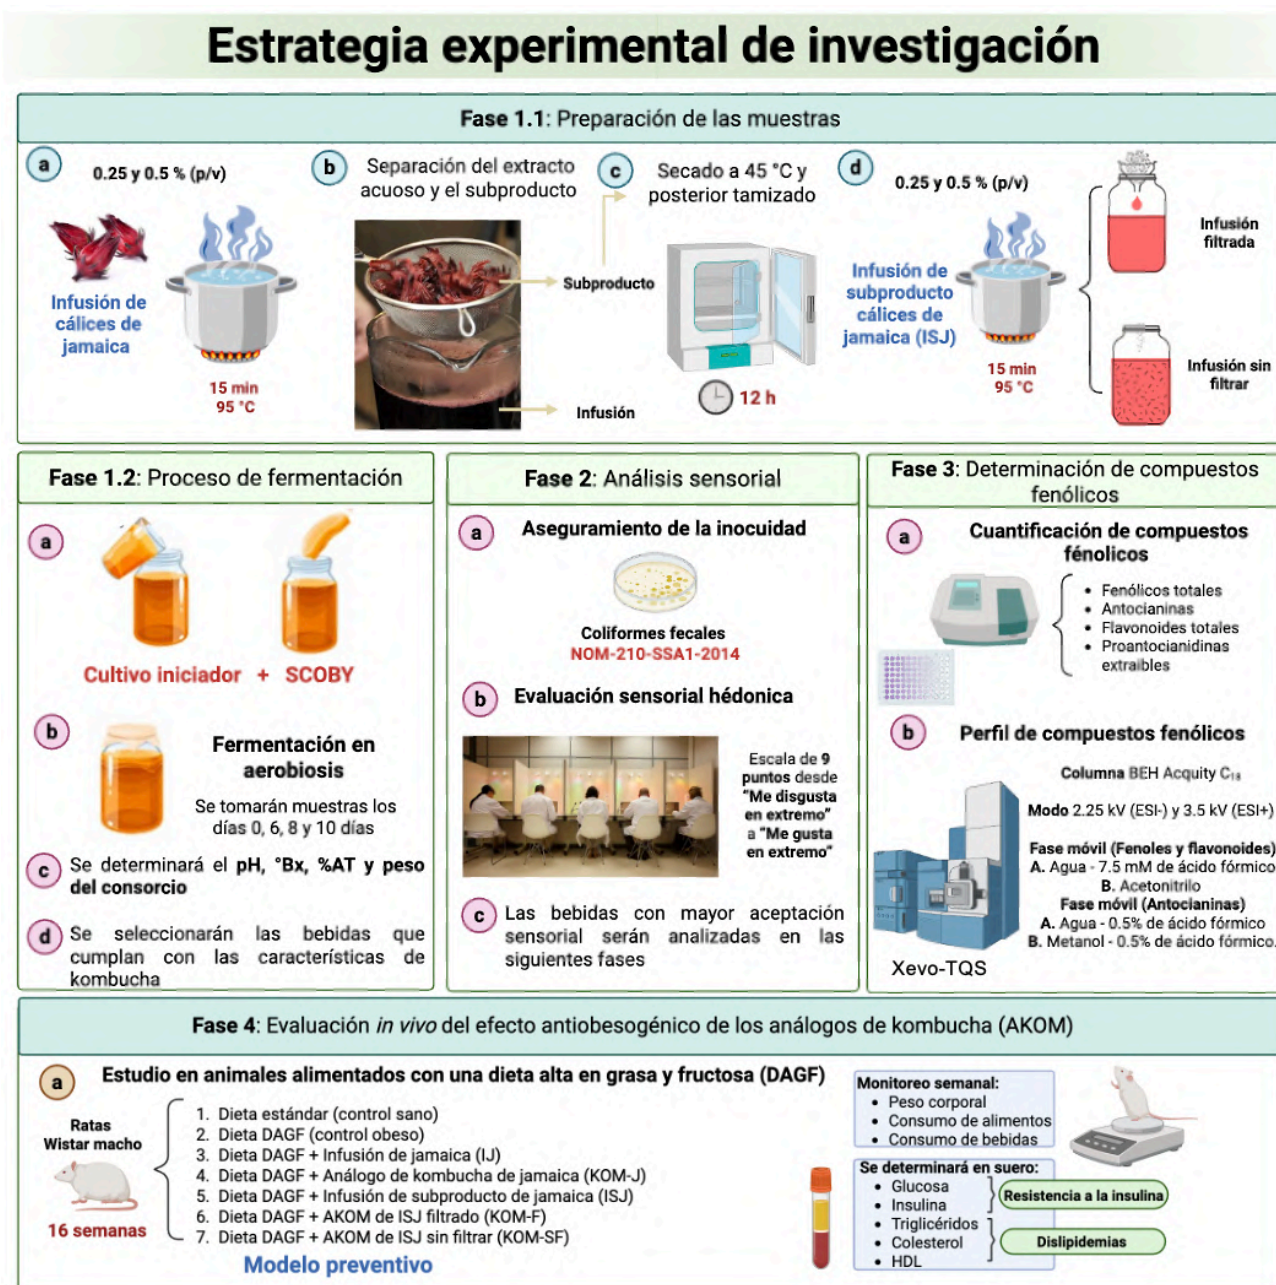 Estrategia experimental de investigación
Fase 1.1: Preparación de las muestras
a
0.25 y 0.5 % (p/v)
Infusión de
cálices de
jamaica
15 min
95 °C
b
Separación del extracto
acuoso y el subproducto
Subproducto
Infusión
c
Secado a 45 °C y
posterior tamizado
12 h
d
0.25 y 0.5 % (p/v)
Infusión de
subproducto
cálices de
jamaica (ISJ)
15 min
95 °C
Infusión
filtrada
Infusión sin
filtrar
Fase 1.2: Proceso de fermentación
a
Cultivo iniciador + SCOBY
b
Fermentación en
aerobiosis
Se tomarán muestras los
días 0, 6, 8 y 10 días
c
Se determinará el pH, °Bx, %AT y peso
del consorcio
d
Se seleccionarán las bebidas que
cumplan con las características de
kombucha
Fase 2: Análisis sensorial
a
Aseguramiento de la inocuidad
Coliformes fecales
NOM-210-SSA1-2014
b
Evaluación sensorial hédonica
Escala de 9
puntos desde
“Me disgusta
en extremo”
a “Me gusta
en extremo”
c
Las bebidas con mayor aceptación
sensorial serán analizadas en las
siguientes fases
Fase 3: Determinación de compuestos
fenólicos
a
Cuantificación de compuestos
fénolicos
• Fenólicos totales
• Antocianinas
• Flavonoides totales
• Proantocianidinas
extraibles
b
Perfil de compuestos fenólicos
Columna BEH Acquity C₁₈
Modo 2.25 kV (ESI-) y 3.5 kV (ESI+)
Fase móvil (Fenoles y flavonoides)
A. Agua - 7.5 mM de ácido fórmico
B. Acetonitrilo
Fase móvil (Antocianinas)
A. Agua - 0.5% de ácido fórmico
B. Metanol - 0.5% de ácido fórmico.
Xevo-TQS
Fase 4: Evaluación in vivo del efecto antiobesogénico de los análogos de kombucha (AKOM)
a
Estudio en animales alimentados con una dieta alta en grasa y fructosa (DAGF)
Ratas
Wistar macho
16 semanas
1. Dieta estándar (control sano)
2. Dieta DAGF (control obeso)
3. Dieta DAGF + Infusión de jamaica (IJ)
4. Dieta DAGF + Análogo de kombucha de jamaica (KOM-J)
5. Dieta DAGF + Infusión de subproducto de jamaica (ISJ)
6. Dieta DAGF + AKOM de ISJ filtrado (KOM-F)
7. Dieta DAGF + AKOM de ISJ sin filtrar (KOM-SF)
Modelo preventivo
Monitoreo semanal:
• Peso corporal
• Consumo de alimentos
• Consumo de bebidas
Se determinará en suero:
• Glucosa
• Insulina
• Triglicéridos
• Colesterol
• HDL
Resistencia a la insulina
Dislipidemias